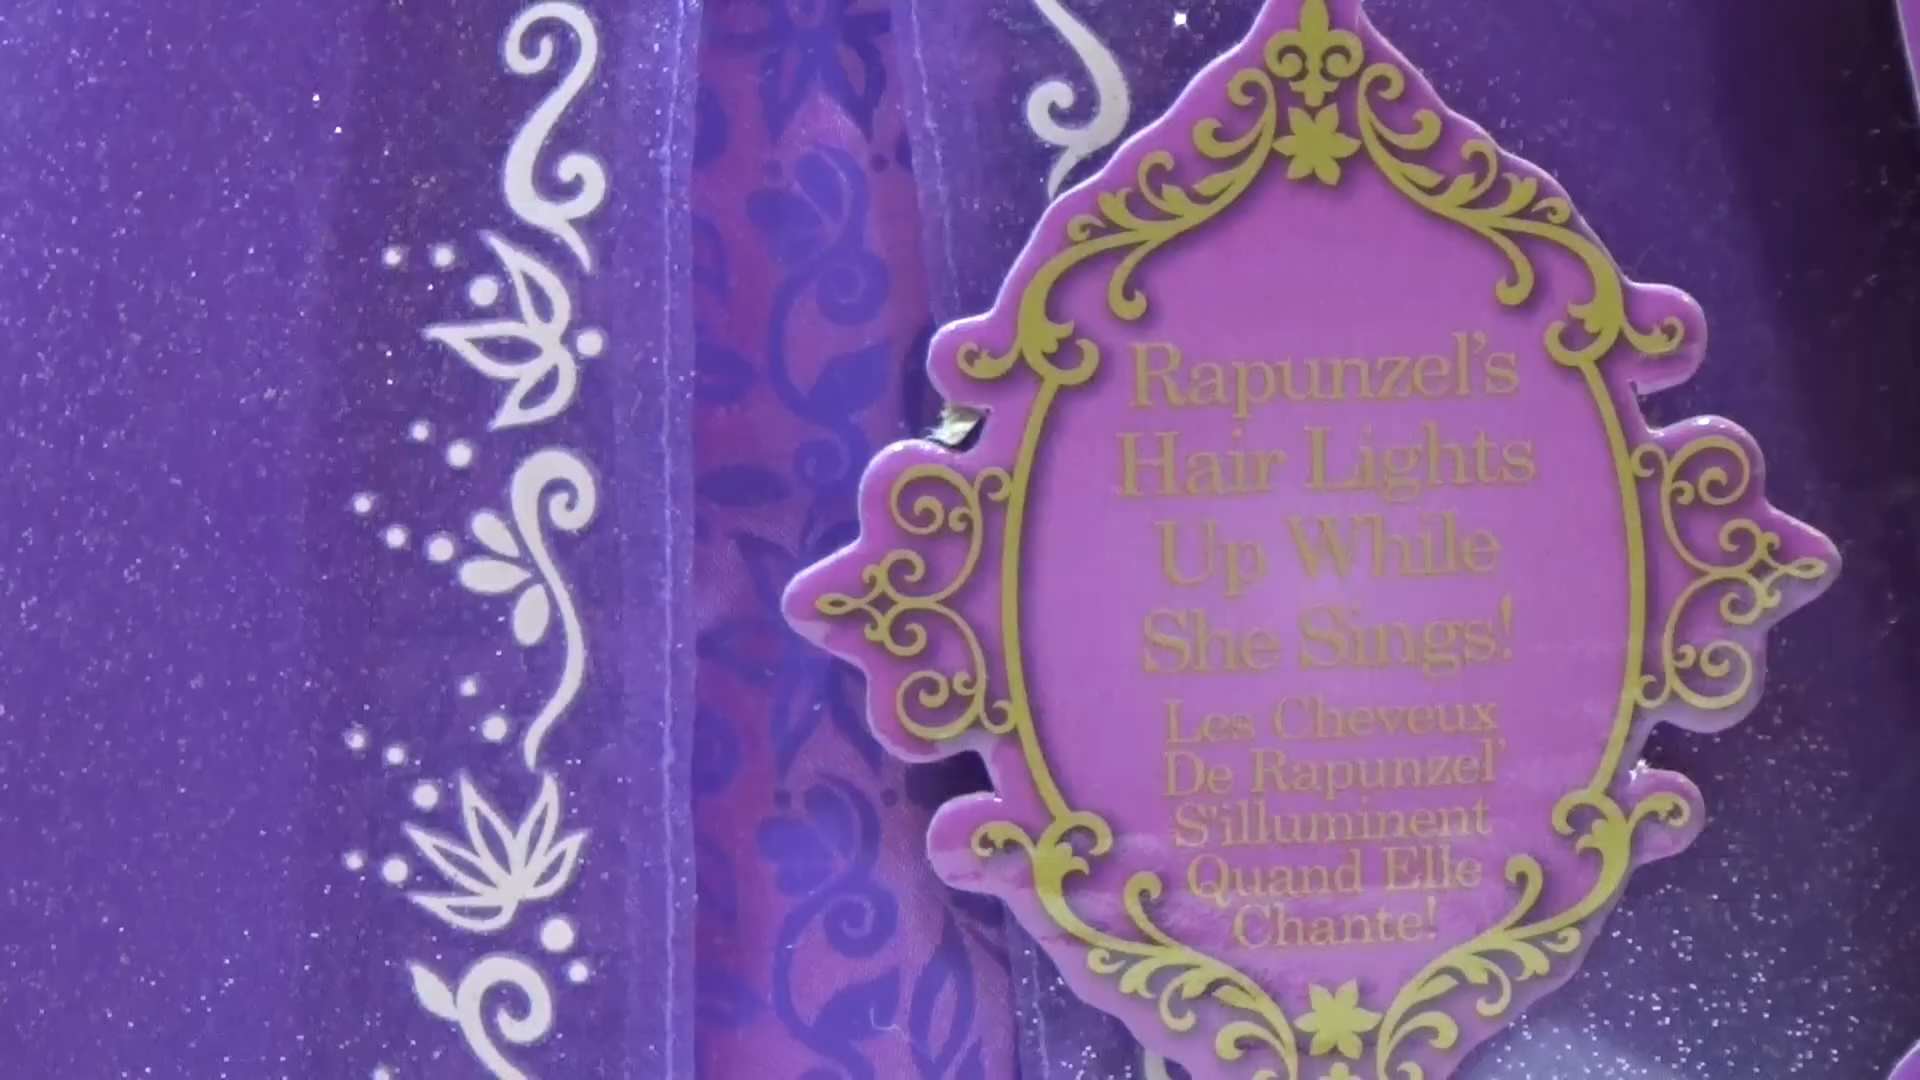 Rapunzel's
Hair Lights
Up While
She Sings!
Les Cheveux
De Rapunzel'
S'illuminent
Quand Elle
Chante!